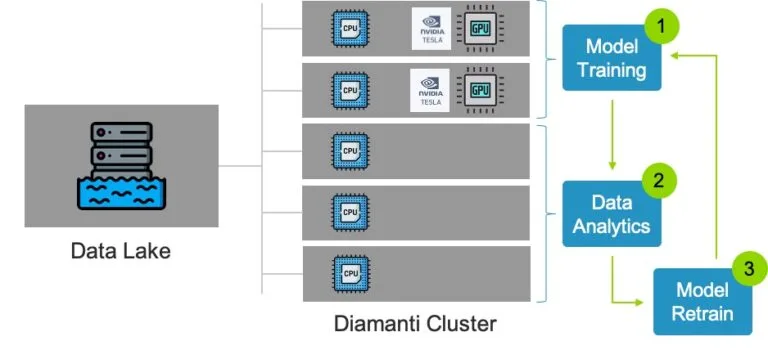 CPU
NVIDIA
TESLA
GPU
1
Model
Training
CPU
NVIDIA
TESLA
GPU
CPU
2
Data
Analytics
CPU
CPU
3
Model
Retrain
Data Lake
Diamanti Cluster